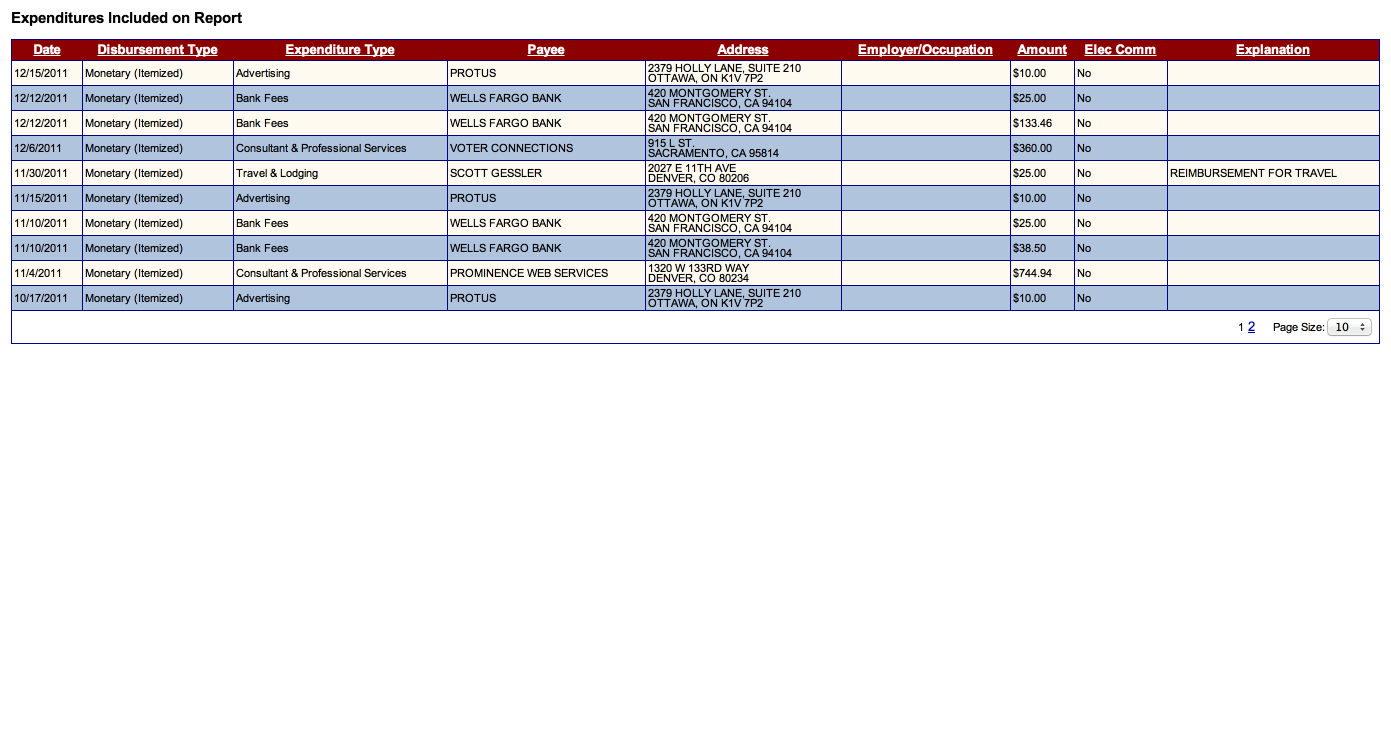 Expenditures Included on Report
Date Disbursement Type Expenditure Type Payee Address Employer/Occupation Amount Elec Comm Explanation
12/15/2011 Monetary (Itemized) Advertising PROTUS 2379 HOLLY LANE, SUITE 210 $10.00 No
OTTAWA, ON K1V 7P2
12/12/2011 Monetary (Itemized) Bank Fees WELLS FARGO BANK 420 MONTGOMERY ST. $25.00 No
SAN FRANCISCO, CA 94104
12/12/2011 Monetary (Itemized) Bank Fees WELLS FARGO BANK 420 MONTGOMERY ST. $133.46 No
SAN FRANCISCO, CA 94104
12/6/2011 Monetary (Itemized) Consultant & Professional Services VOTER CONNECTIONS 915 L ST. $360.00 No
SACRAMENTO, CA 95814
11/30/2011 Monetary (Itemized) Travel & Lodging SCOTT GESSLER 2027 E 11TH AVE $25.00 No REIMBURSEMENT FOR TRAVEL
DENVER, CO 80206
11/15/2011 Monetary (Itemized) Advertising PROTUS 2379 HOLLY LANE, SUITE 210 $10.00 No
OTTAWA, ON K1V 7P2
11/10/2011 Monetary (Itemized) Bank Fees WELLS FARGO BANK 420 MONTGOMERY ST. $25.00 No
SAN FRANCISCO, CA 94104
11/10/2011 Monetary (Itemized) Bank Fees WELLS FARGO BANK 420 MONTGOMERY ST. $38.50 No
SAN FRANCISCO, CA 94104
11/4/2011 Monetary (Itemized) Consultant & Professional Services PROMINENCE WEB SERVICES 1320 W 133RD WAY $744.94 No
DENVER, CO 80234
10/17/2011 Monetary (Itemized) Advertising PROTUS 2379 HOLLY LANE, SUITE 210 $10.00 No
OTTAWA, ON K1V 7P2
1 2 Page Size: 10